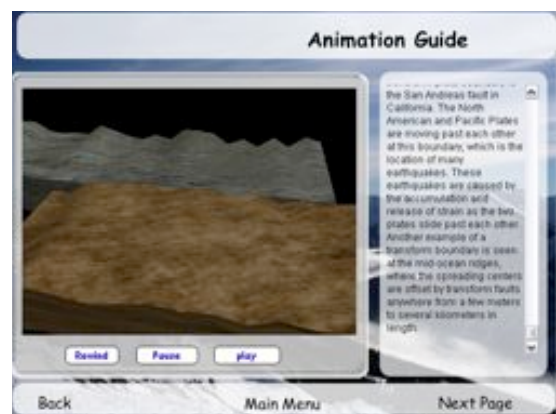 Animation Guide
the San Andreas fault in
California. The North
American and Pacific Plates
are moving past each other
at this boundary, which is the
location of many
earthquakes. These
earthquakes are caused by
the accumulation and
release of strain as the two
plates slide past each other.
Another example of a
transform boundary is seen
at the mid-ocean ridges,
where the spreading centers
are offset by transform faults
anywhere from a few meters
to several kilometers in
length.
Rewind
Pause
play
Back
Main Menu
Next Page